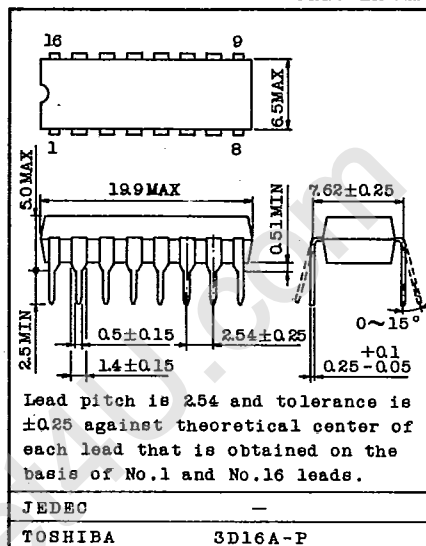 16 9
6.5MAX
1 8
5.0MAX
19.9MAX
0.51MIN
7.62±0.25
2.5MIN
0.5±0.15
2.54±0.25
1.4±0.15
0~15°
+0.1
0.25-0.05
Lead pitch is 2.54 and tolerance is
±0.25 against theoretical center of
each lead that is obtained on the
basis of No.1 and No.16 leads.
JEDEC —
TOSHIBA 3D16A-P